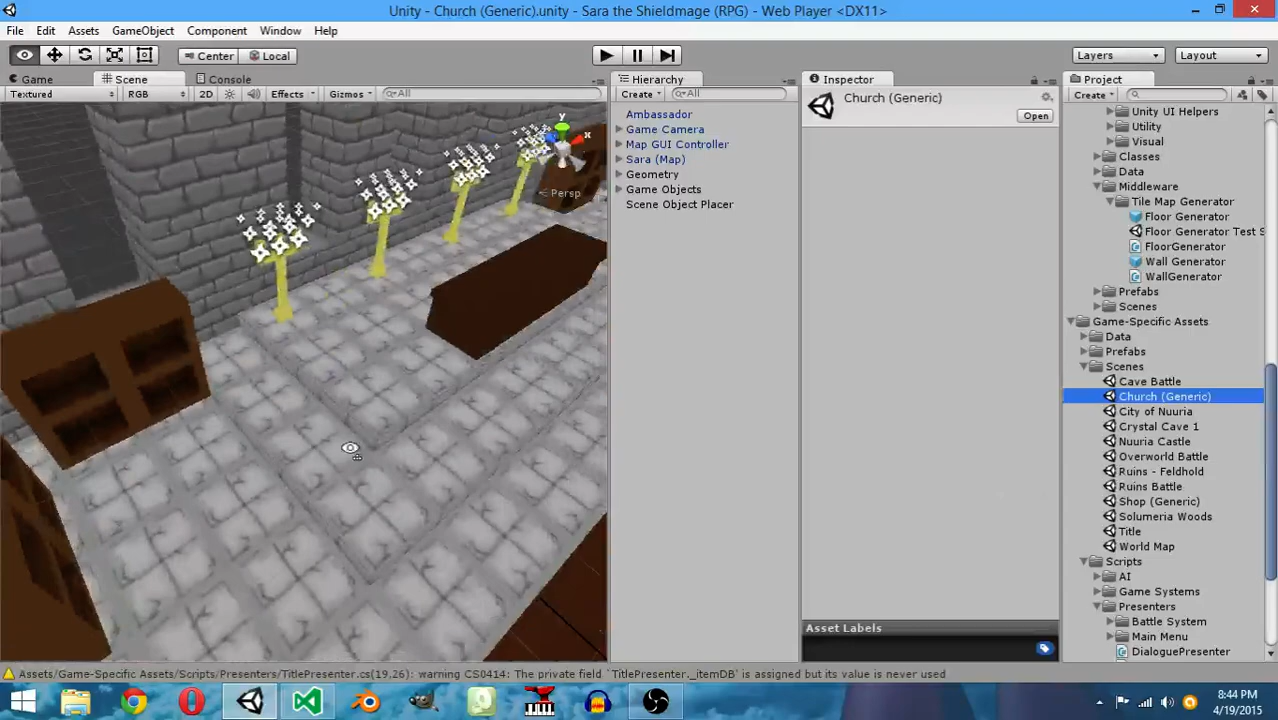 Unity - Church (Generic).unity - Sara the Shieldmage (RPG) - Web Player <DX11>
File Edit Assets GameObject Component Window Help
Center Local Layers Layout
Game Scene Console
Textured RGB 2D Effects Gizmos All
y
x
Persp
Hierarchy
Create All
Ambassador
Game Camera
Map GUI Controller
Sara (Map)
Geometry
Game Objects
Scene Object Placer
Inspector
Church (Generic)
Open
Asset Labels
Project
Create
Unity UI Helpers
Utility
Visual
Classes
Data
Middleware
Tile Map Generator
Floor Generator
Floor Generator Test S
FloorGenerator
Wall Generator
WallGenerator
Prefabs
Scenes
Game-Specific Assets
Data
Prefabs
Scenes
Cave Battle
Church (Generic)
City of Nuuria
Crystal Cave 1
Nuuria Castle
Overworld Battle
Ruins - Feldhold
Ruins Battle
Shop (Generic)
Solumeria Woods
Title
World Map
Scripts
AI
Game Systems
Presenters
Battle System
Main Menu
DialoguePresenter
Assets/Game-Specific Assets/Scripts/Presenters/TitlePresenter.cs(19,26): warning CS0414: The private field `TitlePresenter._itemDB' is assigned but its value is never used
8:44 PM
4/19/2015